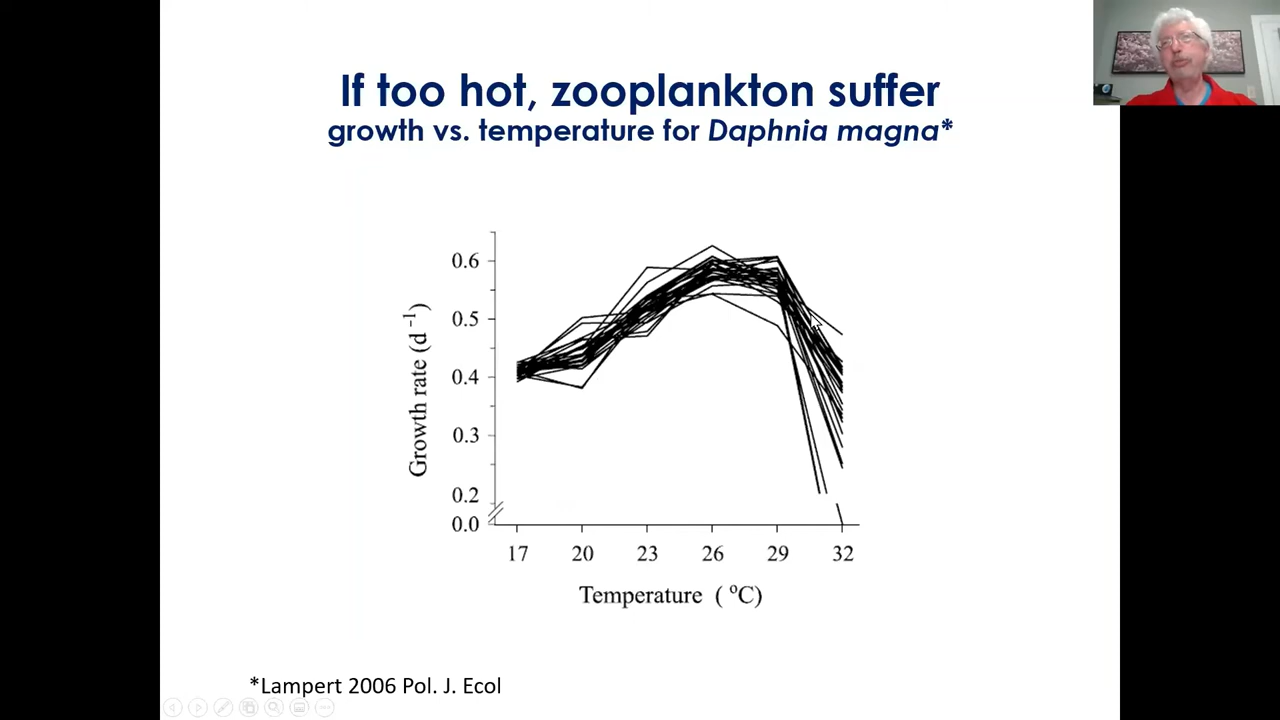 If too hot, zooplankton suffer
growth vs. temperature for Daphnia magna*
0.6
0.5
0.4
0.3
0.2
0.0
Growth rate (d -1)
17 20 23 26 29 32
Temperature ( oC)
*Lampert 2006 Pol. J. Ecol